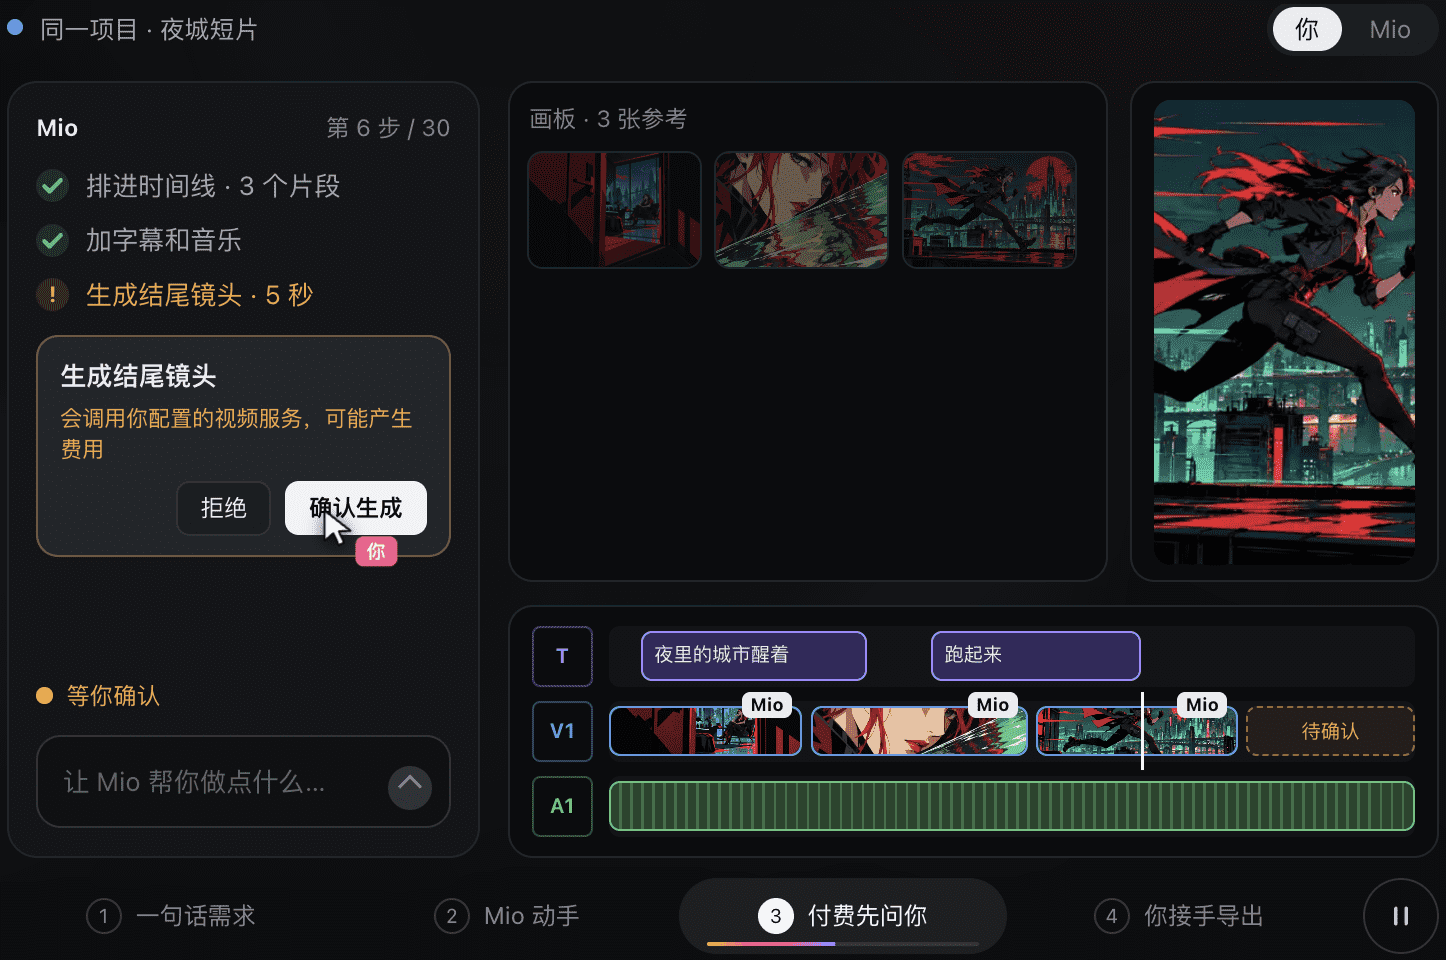 同一项目 · 夜城短片
你
Mio
Mio
第 6 步 / 30
排进时间线 · 3 个片段
加字幕和音乐
! 生成结尾镜头 · 5 秒
生成结尾镜头
会调用你配置的视频服务，可能产生
费用
拒绝
确认生成
你
等你确认
让 Mio 帮你做点什么...
画板 · 3 张参考
T
夜里的城市醒着
跑起来
V1
Mio
Mio
Mio
待确认
A1
1 一句话需求
2 Mio 动手
3 付费先问你
4 你接手导出